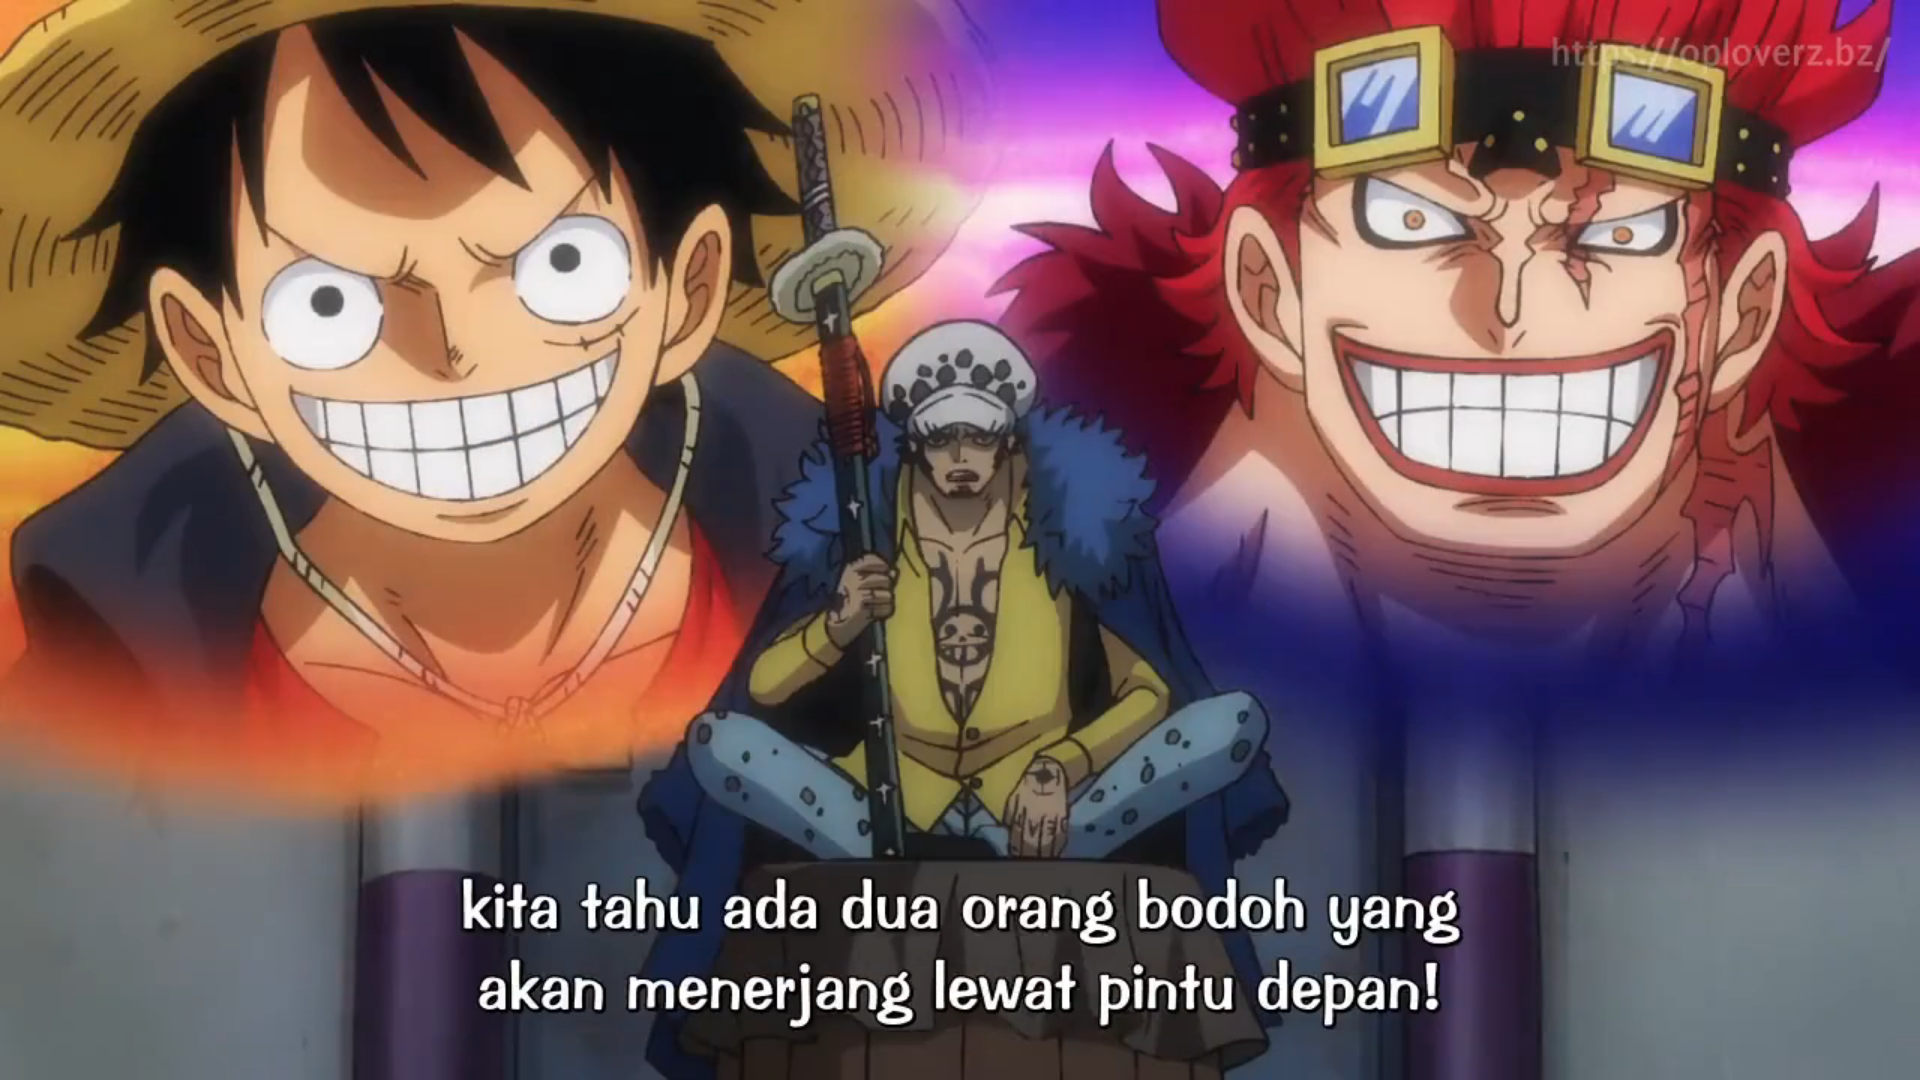 https://oploverz.bz/
kita tahu ada dua orang bodoh yang
akan menerjang lewat pintu depan!